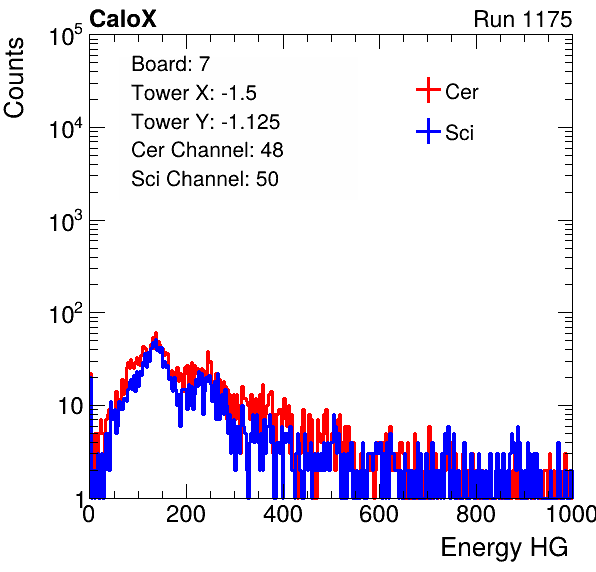 CaloX Run 1175
Counts
10^5
10^4
10^3
10^2
10
1
Board: 7
Tower X: -1.5
Tower Y: -1.125
Cer Channel: 48
Sci Channel: 50
Cer
Sci
0 200 400 600 800 1000
Energy HG